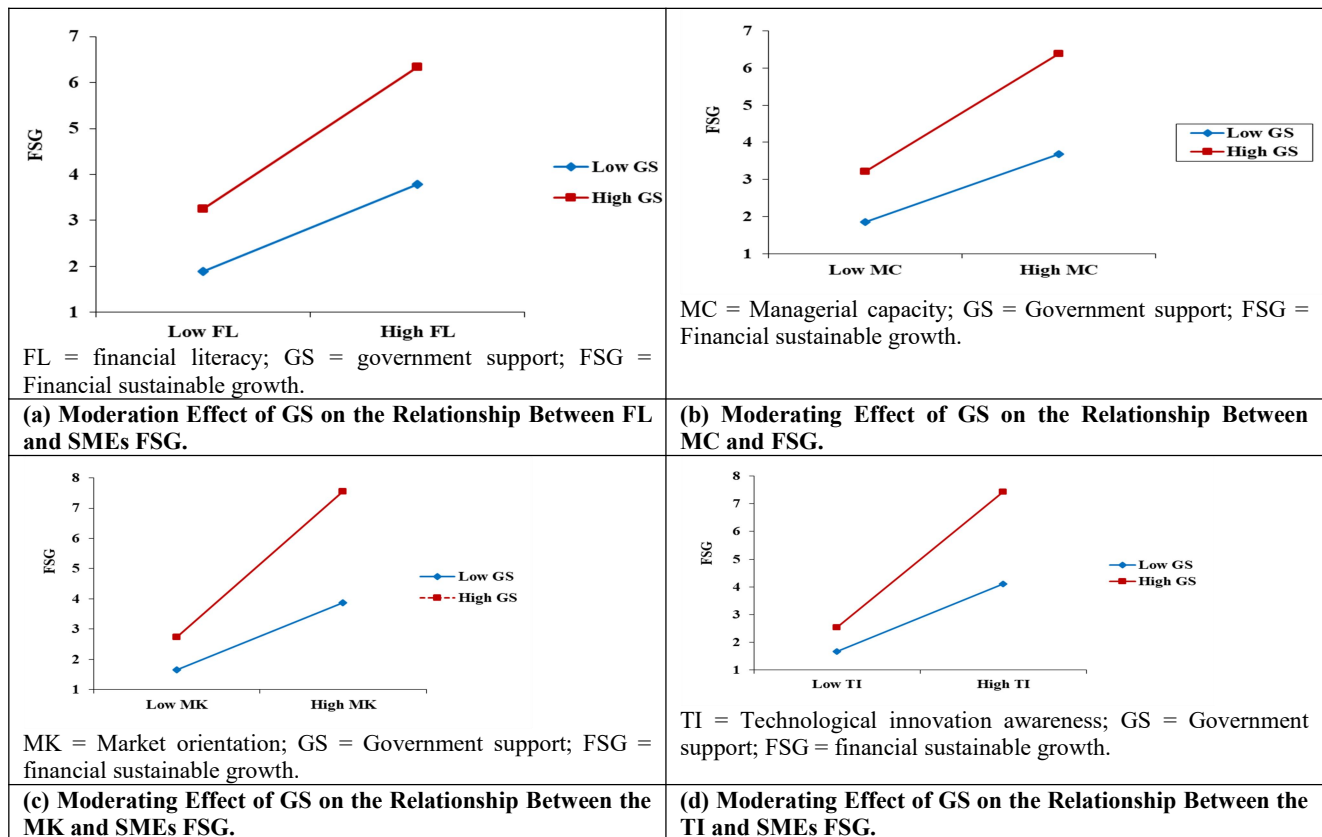 7
6
5
4
3
2
1
FSG
Low FL
High FL
Low GS
High GS
FL = financial literacy; GS = government support; FSG =
Financial sustainable growth.
(a) Moderation Effect of GS on the Relationship Between FL
and SMEs FSG.
7
6
5
4
3
2
1
FSG
Low MC
High MC
Low GS
High GS
MC = Managerial capacity; GS = Government support; FSG =
Financial sustainable growth.
(b) Moderating Effect of GS on the Relationship Between
MC and FSG.
8
7
6
5
4
3
2
1
FSG
Low MK
High MK
Low GS
High GS
MK = Market orientation; GS = Government support; FSG =
financial sustainable growth.
(c) Moderating Effect of GS on the Relationship Between the
MK and SMEs FSG.
8
7
6
5
4
3
2
1
FSG
Low TI
High TI
Low GS
High GS
TI = Technological innovation awareness; GS = Government
support; FSG = financial sustainable growth.
(d) Moderating Effect of GS on the Relationship Between the
TI and SMEs FSG.